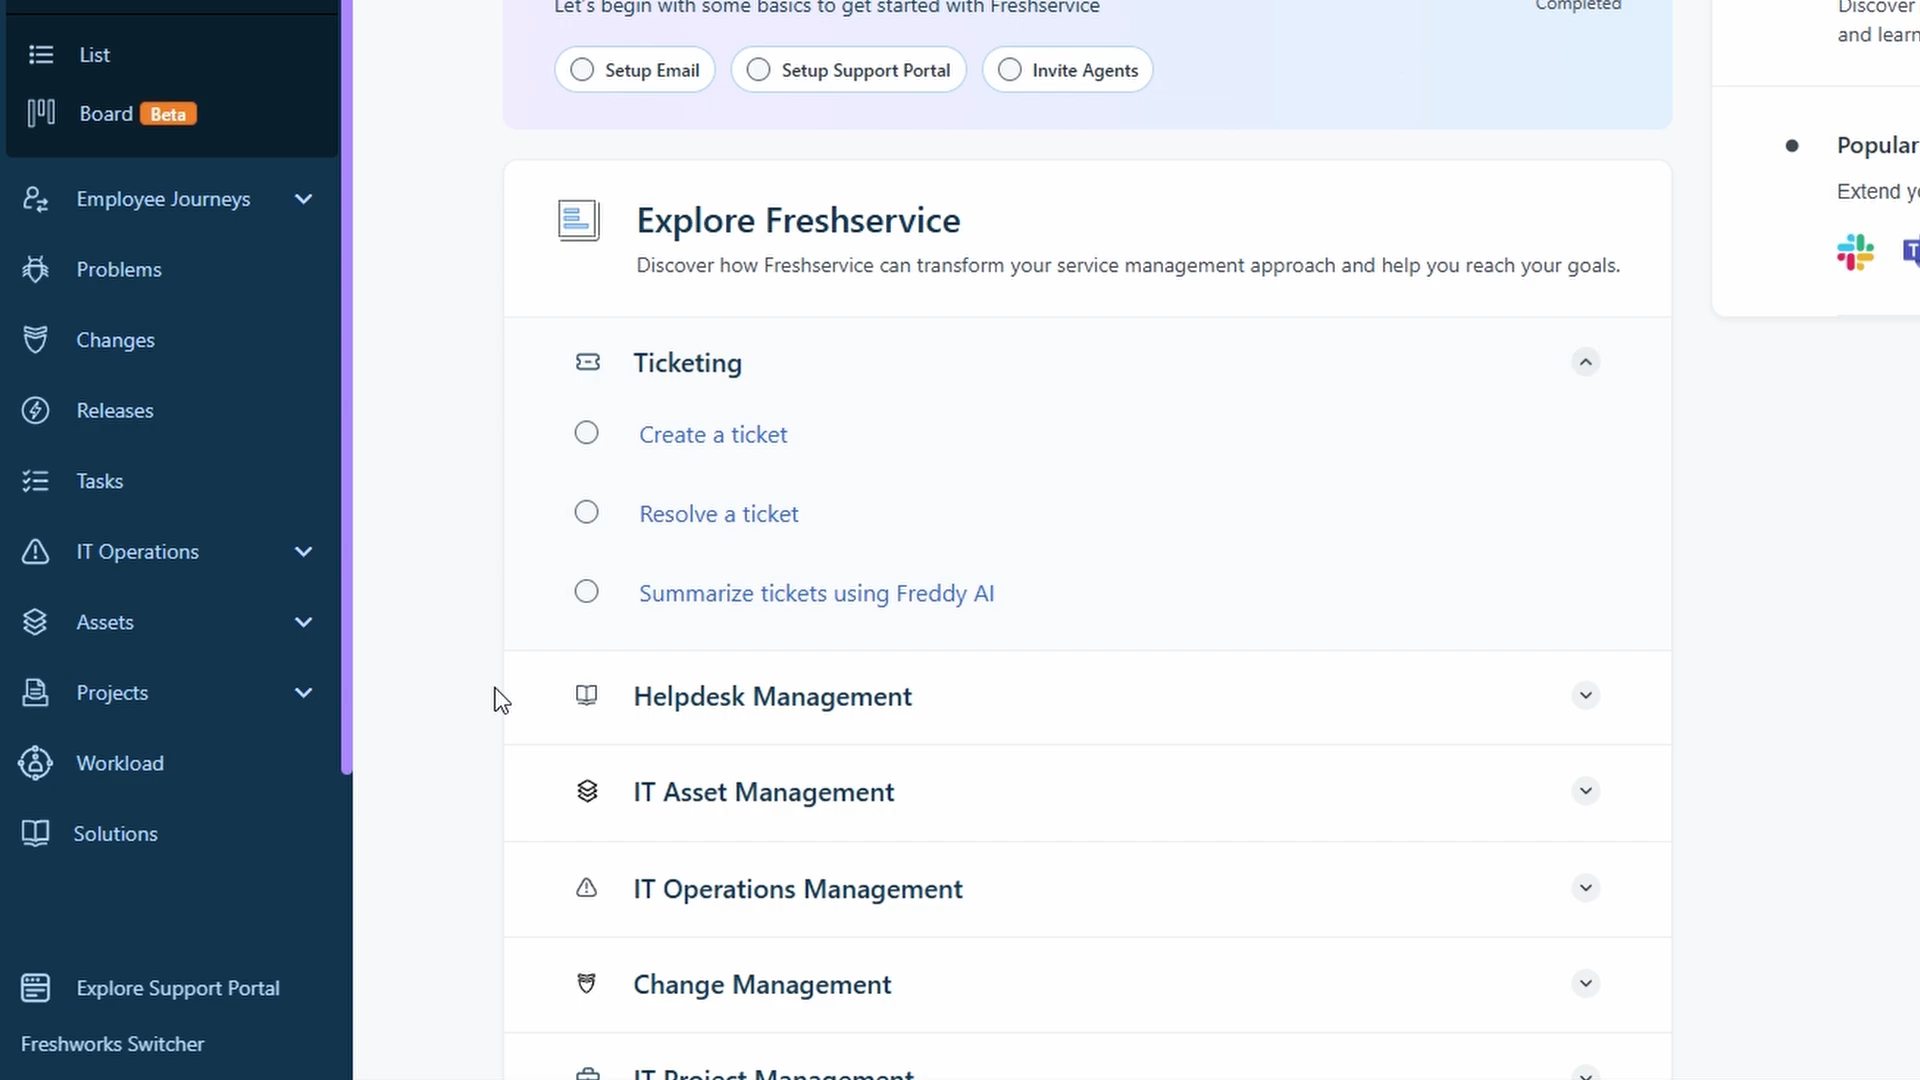 List
Board Beta
Employee Journeys
Problems
Changes
Releases
Tasks
IT Operations
Assets
Projects
Workload
Solutions
Explore Support Portal
Freshworks Switcher
Let's begin with some basics to get started with Freshservice
Completed
Setup Email
Setup Support Portal
Invite Agents
Explore Freshservice
Discover how Freshservice can transform your service management approach and help you reach your goals.
Ticketing
Create a ticket
Resolve a ticket
Summarize tickets using Freddy AI
Helpdesk Management
IT Asset Management
IT Operations Management
Change Management
IT Project Management
Discover
and learn
Popular
Extend